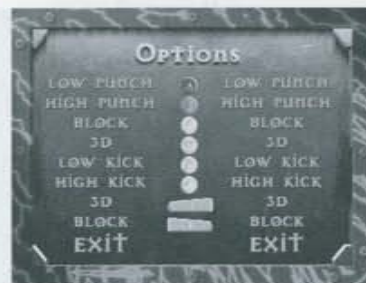 Options
LOW PUNCH LOW PUNCH
HIGH PUNCH HIGH PUNCH
BLOCK BLOCK
3D 3D
LOW KICK LOW KICK
HIGH KICK HIGH KICK
3D 3D
BLOCK BLOCK
EXIT EXIT